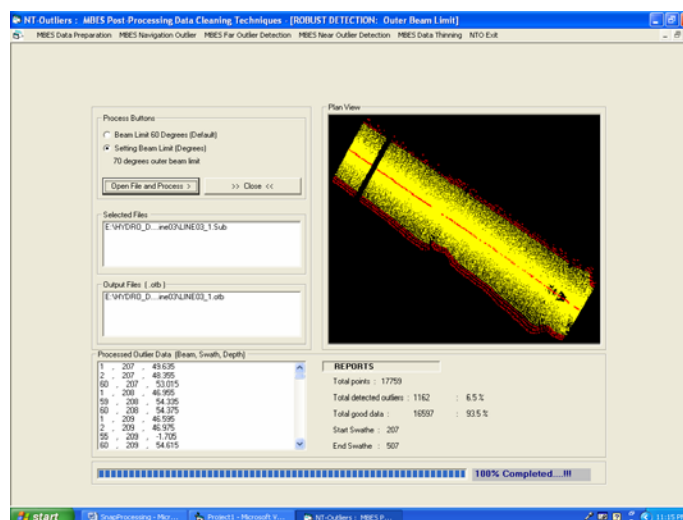 NT-Outliers : MBES Post-Processing Data Cleaning Techniques - [ROBUST DETECTION: Outer Beam Limit]
MBES Data Preparation MBES Navigation Outlier MBES Far Outlier Detection MBES Near Outlier Detection MBES Data Thinning NTO Exit
Process Buttons
Beam Limit 60 Degrees (Default)
Setting Beam Limit (Degrees)
70 degrees outer beam limit
Open File and Process >
>> Close <<
Selected Files
E:\HYDRO_D....ine03\LINE03_1.Sub
Output Files (.otb)
E:\HYDRO_D....ine03\LINE03_1.otb
Plan View
Processed Outlier Data (Beam, Swath, Depth)
1 , 207 , 49.635
2 , 207 , 48.355
60 , 207 , 53.015
1 , 208 , 46.955
59 , 208 , 54.335
60 , 208 , 54.375
1 , 209 , 46.595
2 , 209 , 46.975
55 , 209 , -1.705
60 , 209 , 54.615
REPORTS
Total points : 17759
Total detected outliers : 1162 : 6.5 %
Total good data : 16597 : 93.5 %
Start Swathe : 207
End Swathe : 507
100% Completed....!!!
start
SnapProcessing - Micr...
Project1 - Microsoft V...
NT-Outliers : MBES P...
11:15 PM